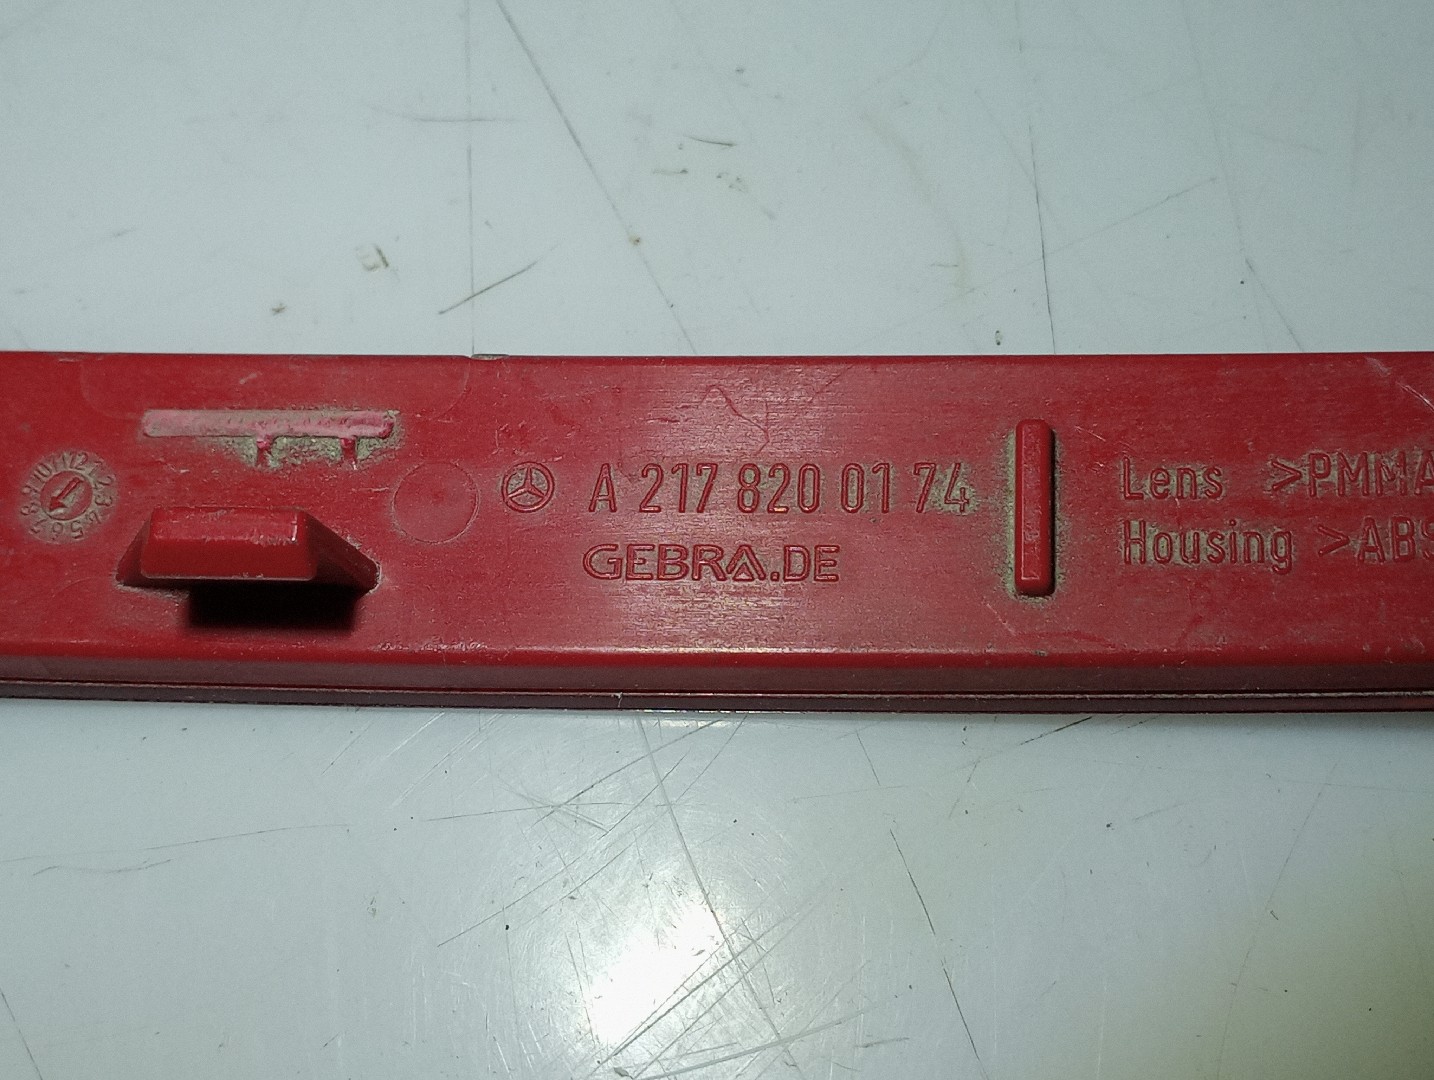 A 217 820 01 74
GEBRA.DE
Lens >PMMA
Housing >ABS